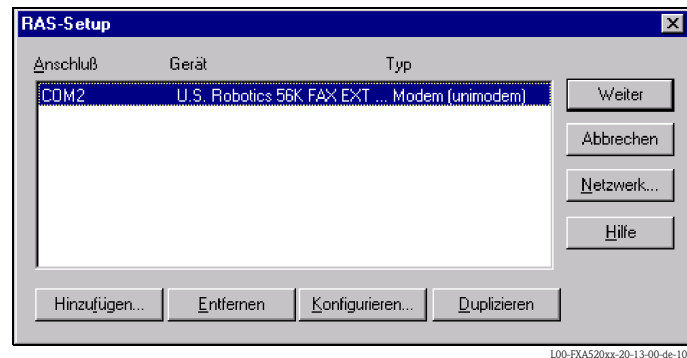 RAS-Setup
Anschluß Gerät Typ
COM2 U.S. Robotics 56K FAX EXT ... Modem (unimodem)
Weiter
Abbrechen
Netzwerk...
Hilfe
Hinzufügen... Entfernen Konfigurieren... Duplizieren
L00-FXA520xx-20-13-00-de-10